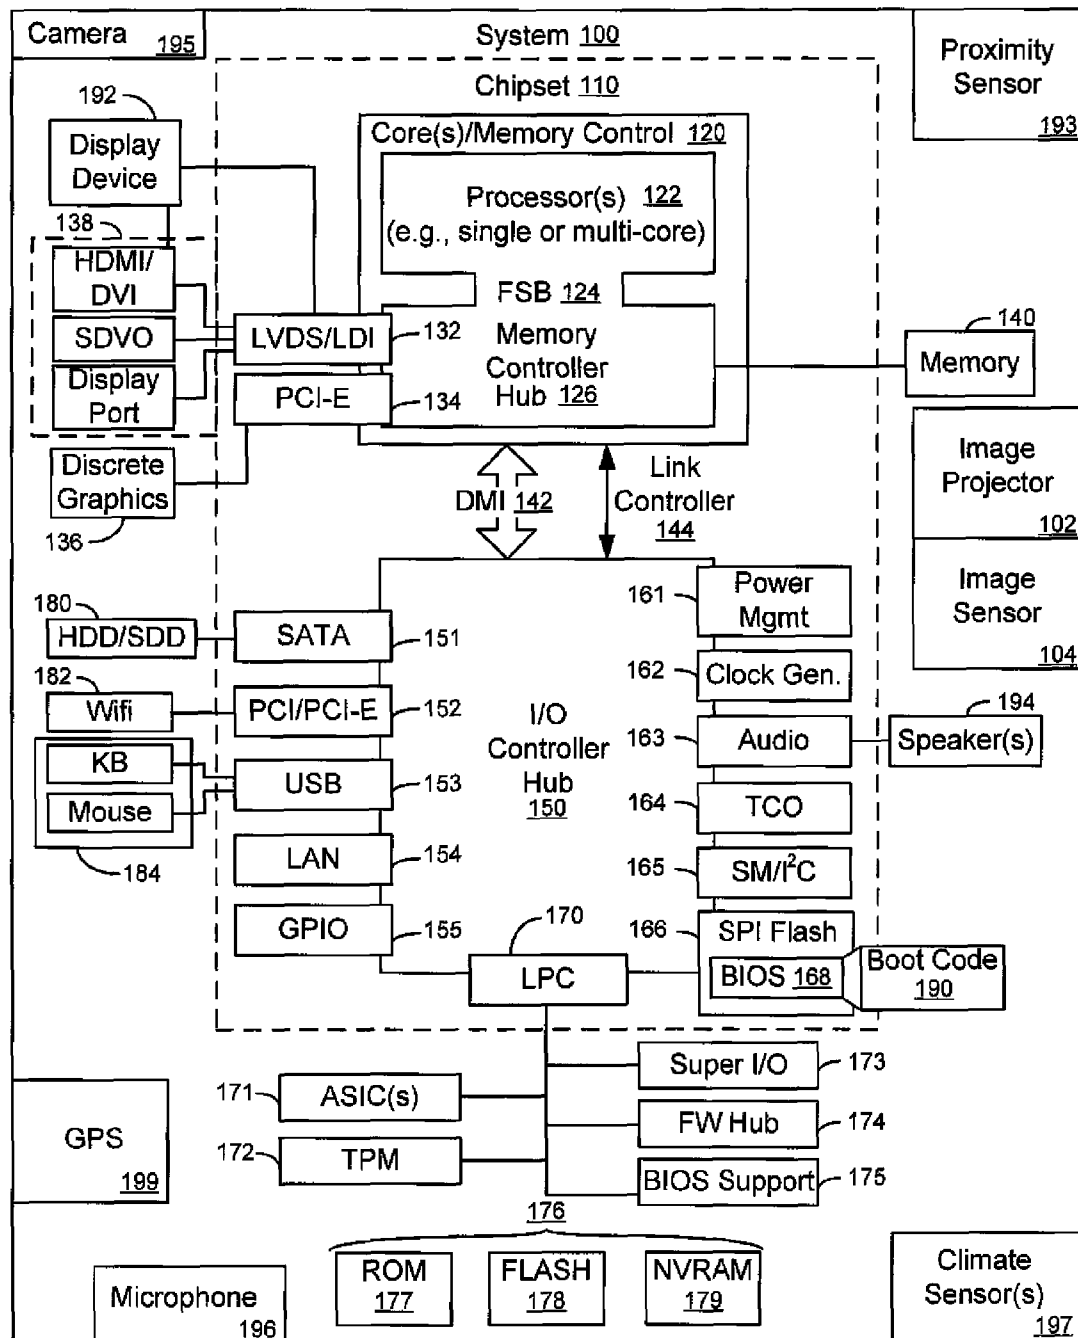 Camera
195
System 100
Proximity
Sensor
193
Chipset 110
192
Display
Device
Core(s)/Memory Control 120
Processor(s) 122
(e.g., single or multi-core)
138
HDMI/
DVI
SDVO
Display
Port
FSB 124
LVDS/LDI
132
PCI-E
134
Memory
Controller
Hub 126
140
Memory
Discrete
Graphics
136
DMI 142
Link
Controller
144
Image
Projector
102
Image
Sensor
104
180
HDD/SDD
SATA
151
182
Wifi
PCI/PCI-E
152
KB
Mouse
184
USB
153
LAN
154
GPIO
155
I/O
Controller
Hub
150
161
Power
Mgmt
162
Clock Gen.
163
Audio
194
Speaker(s)
164
TCO
165
SM/I²C
166
SPI Flash
BIOS 168
Boot Code
190
170
LPC
171
ASIC(s)
172
TPM
Super I/O
173
FW Hub
174
BIOS Support
175
GPS
199
176
ROM
177
FLASH
178
NVRAM
179
Microphone
196
Climate
Sensor(s)
197